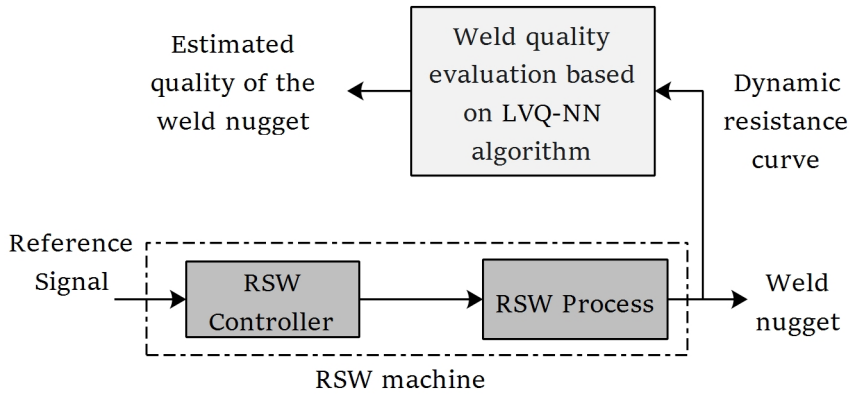 Estimated
quality of the
weld nugget
Weld quality
evaluation based
on LVQ-NN
algorithm
Dynamic
resistance
curve
Reference
Signal
RSW
Controller
RSW Process
Weld
nugget
RSW machine